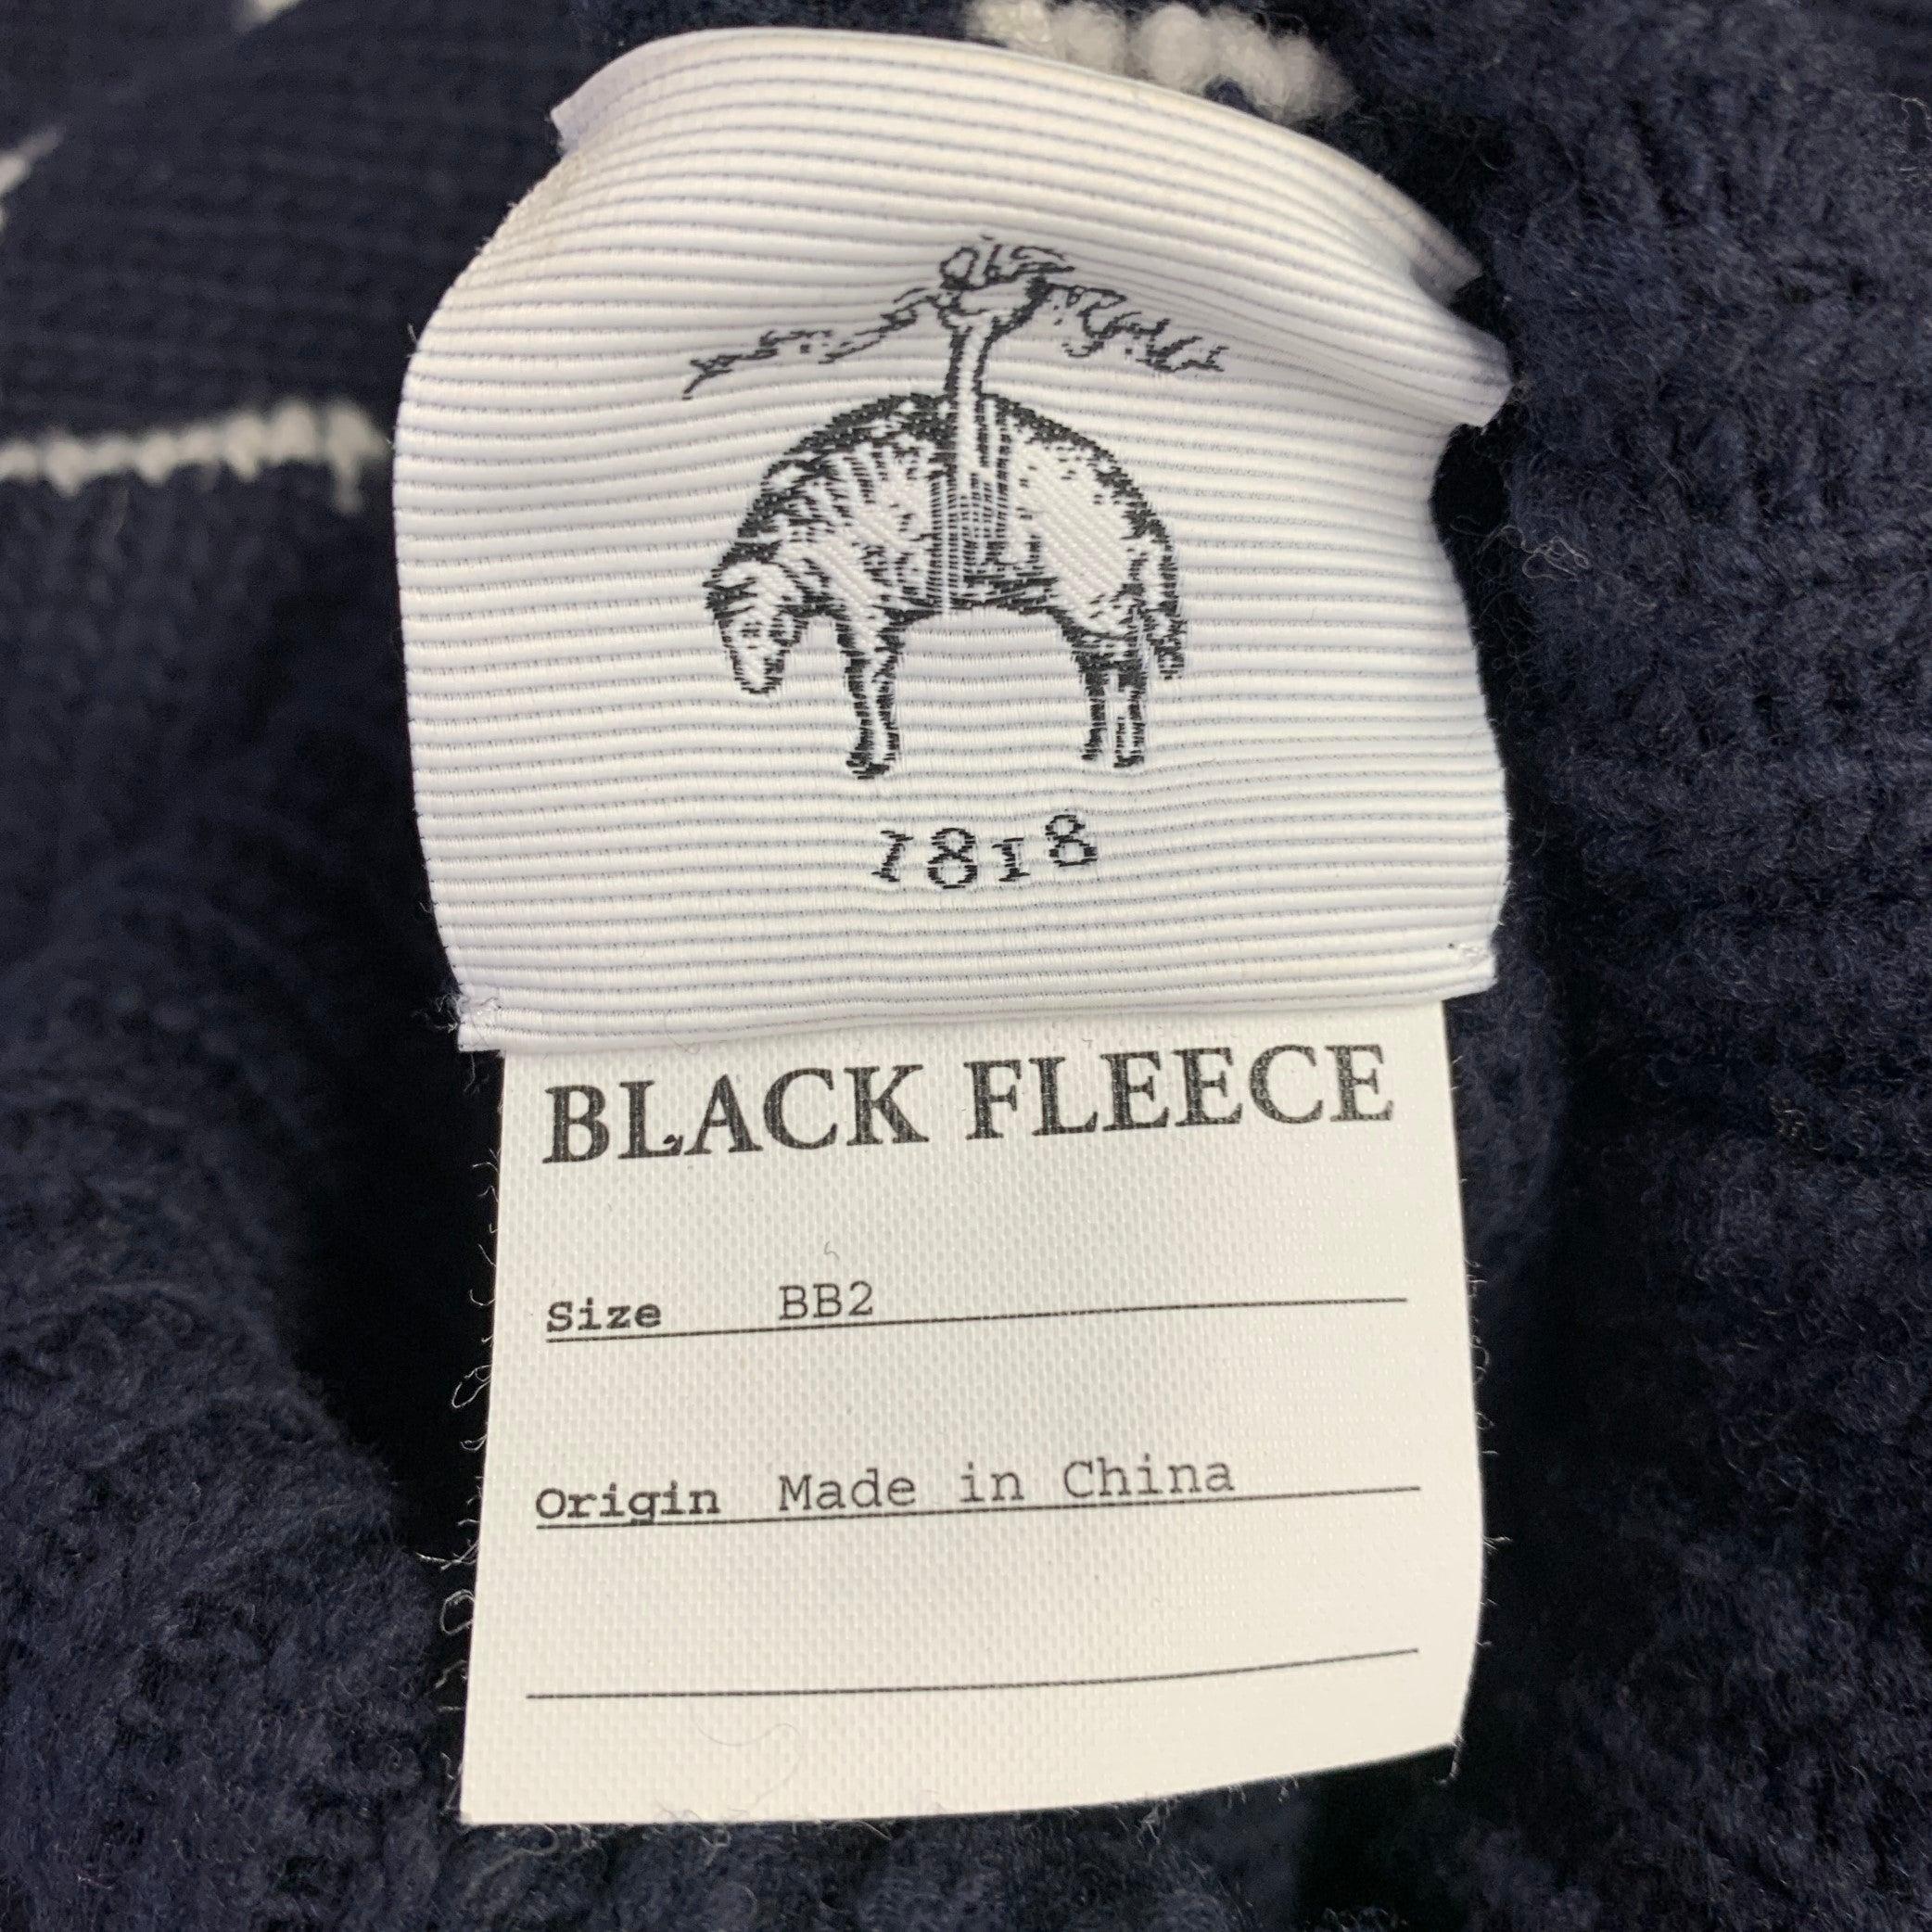 1818
BLACK FLEECE
Size BB2
Origin Made in China